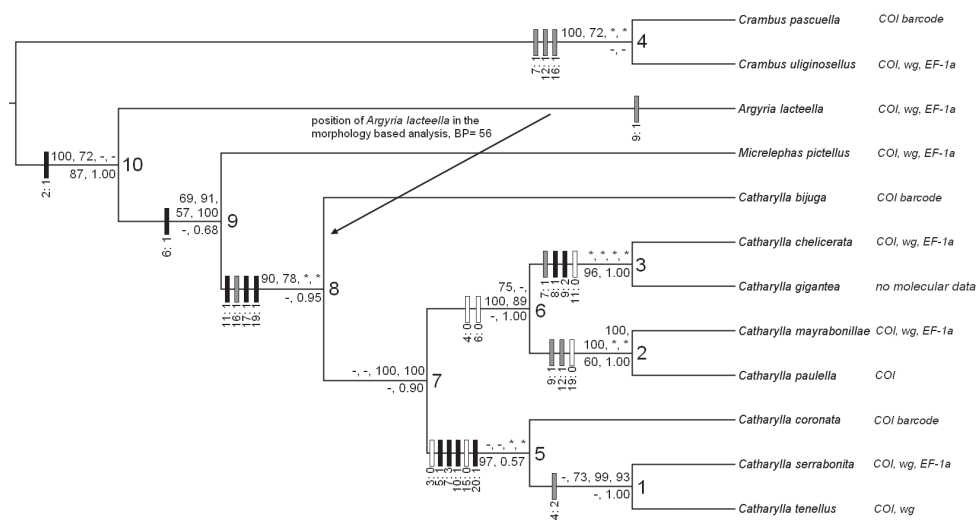 Crambus pascuella COI barcode
100, 72, *, *
4
-, -
7: 1 12: 1 16: 1
Crambus uliginosellus COI, wg, EF-1a
Argyria lacteella COI, wg, EF-1a
position of Argyria lacteella in the
morphology based analysis, BP= 56
9: 1
Micrelephas pictellus COI, wg, EF-1a
100, 72, -, -
10
87, 1.00
2: 1
Catharylla bijuga COI barcode
69, 91,
57, 100
9
-, 0.68
6: 1
Catharylla chelicerata COI, wg, EF-1a
*, *, *, *
3
96, 1.00
7: 1 8: 1 9: 2 11: 0
90, 78, *, *
8
-, 0.95
11: 1 16: 1 17: 1 19: 1
Catharylla gigantea no molecular data
75, -,
100, 89
6
-, 1.00
4: 0 6: 0
Catharylla mayrabonillae COI, wg, EF-1a
100,
100, *, *
2
60, 1.00
9: 1 12: 1 19: 0
Catharylla paulella COI
-, -, 100, 100
7
-, 0.90
Catharylla coronata COI barcode
-, -, *, *
5
97, 0.57
3: 0 5: 1 7: 3 10: 1 15: 0 20: 1
Catharylla serrabonita COI, wg, EF-1a
-, 73, 99, 93
1
-, 1.00
4: 2
Catharylla tenellus COI, wg